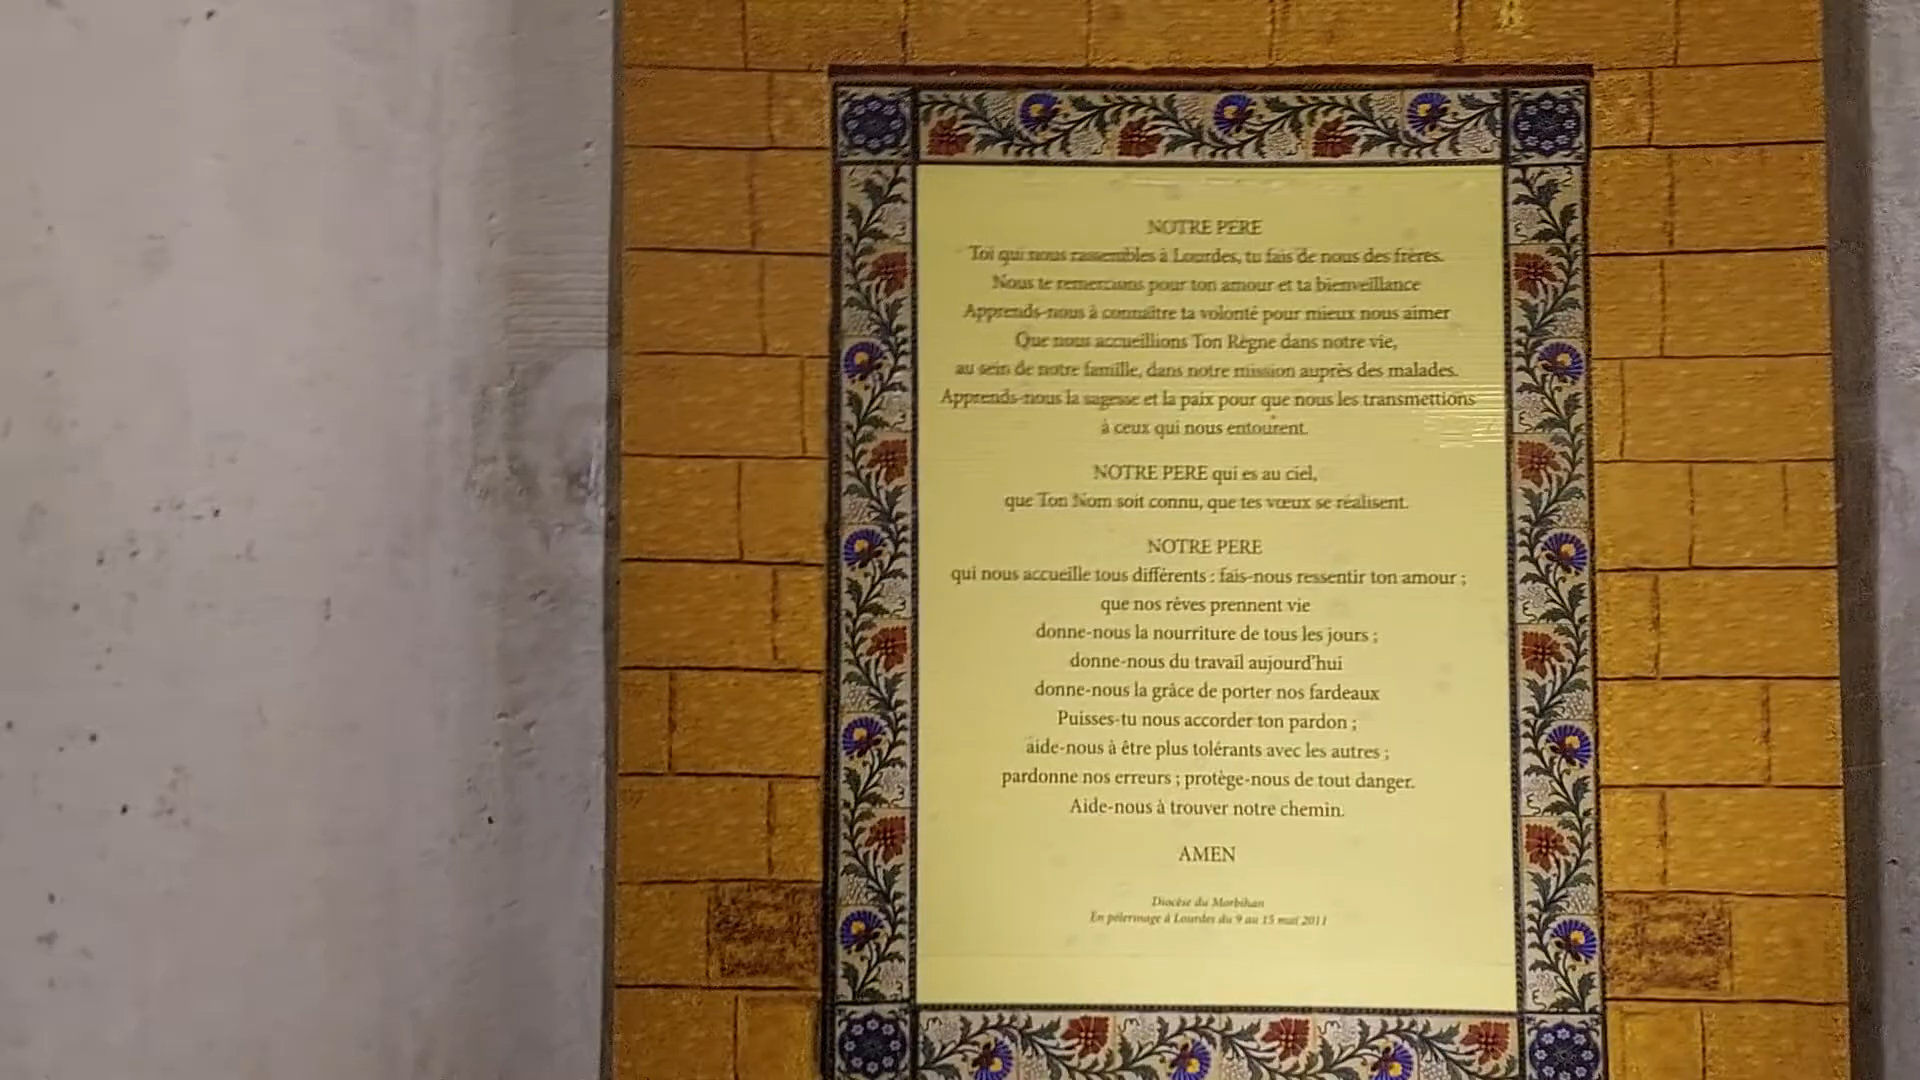 NOTRE PERE
Toi qui nous rassembles à Lourdes, tu fais de nous des frères.
Nous te remercions pour ton amour et ta bienveillance
Apprends-nous à connaître ta volonté pour mieux nous aimer
Que nous accueillions Ton Règne dans notre vie,
au sein de notre famille, dans notre mission auprès des malades.
Apprends-nous la sagesse et la paix pour que nous les transmettions
à ceux qui nous entourent.
NOTRE PERE qui es au ciel,
que Ton Nom soit connu, que tes vœux se réalisent.
NOTRE PERE
qui nous accueille tous différents : fais-nous ressentir ton amour ;
que nos rêves prennent vie
donne-nous la nourriture de tous les jours ;
donne-nous du travail aujourd'hui
donne-nous la grâce de porter nos fardeaux
Puisses-tu nous accorder ton pardon ;
aide-nous à être plus tolérants avec les autres ;
pardonne nos erreurs ; protège-nous de tout danger.
Aide-nous à trouver notre chemin.
AMEN
Diocèse du Morbihan
En pèlerinage à Lourdes du 9 au 15 mai 2011